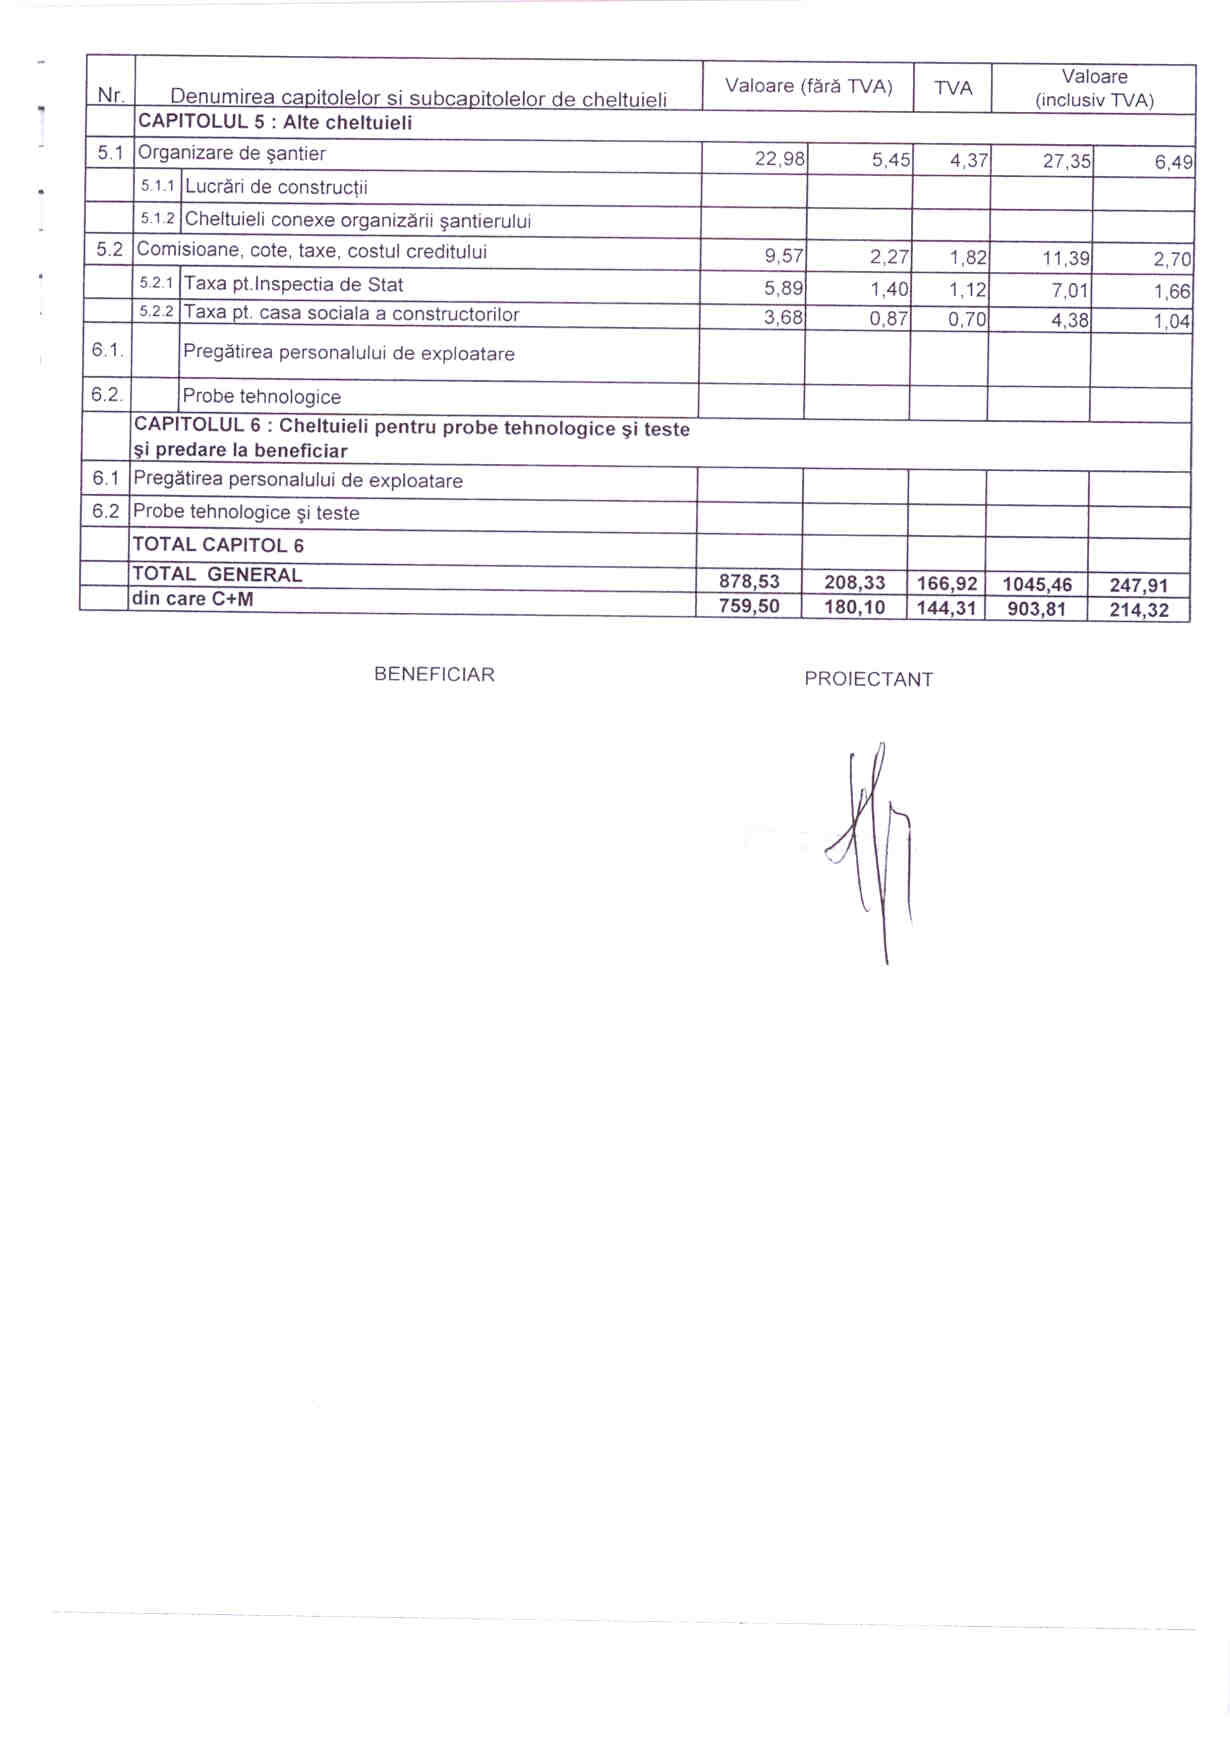 Nr. Denumirea capitolelor si subcapitolelor de cheltuieli Valoare (fără TVA) TVA Valoare (inclusiv TVA)
CAPITOLUL 5 : Alte cheltuieli
5.1 Organizare de şantier 22,98 5,45 4,37 27,35 6,49
5.1.1 Lucrări de construcţii
5.1.2 Cheltuieli conexe organizării şantierului
5.2 Comisioane, cote, taxe, costul creditului 9,57 2,27 1,82 11,39 2,70
5.2.1 Taxa pt.Inspectia de Stat 5,89 1,40 1,12 7,01 1,66
5.2.2 Taxa pt. casa sociala a constructorilor 3,68 0,87 0,70 4,38 1,04
6.1. Pregătirea personalului de exploatare
6.2. Probe tehnologice
CAPITOLUL 6 : Cheltuieli pentru probe tehnologice şi teste
şi predare la beneficiar
6.1 Pregătirea personalului de exploatare
6.2 Probe tehnologice şi teste
TOTAL CAPITOL 6
TOTAL GENERAL 878,53 208,33 166,92 1045,46 247,91
din care C+M 759,50 180,10 144,31 903,81 214,32
BENEFICIAR PROIECTANT